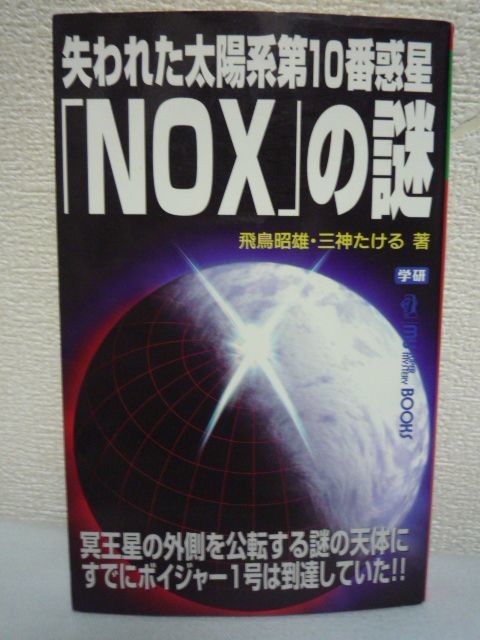 失われた太陽系第10番惑星
「NOX」の謎
飛鳥昭雄・三神たける 著
学研
mu
SUPER
MYSTERY
BOOKS
冥王星の外側を公転する謎の天体に
すでにボイジャー1号は到達していた!!